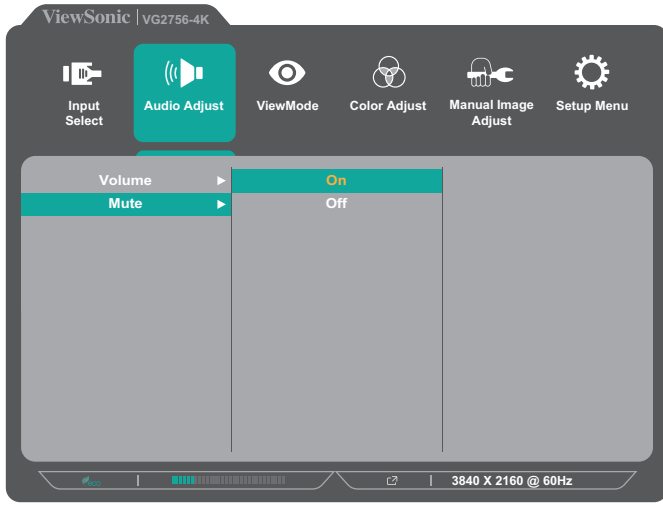 ViewSonic | VG2756-4K
Input Select
Audio Adjust
ViewMode
Color Adjust
Manual Image Adjust
Setup Menu
Volume
On
Mute
Off
eco
3840 X 2160 @ 60Hz